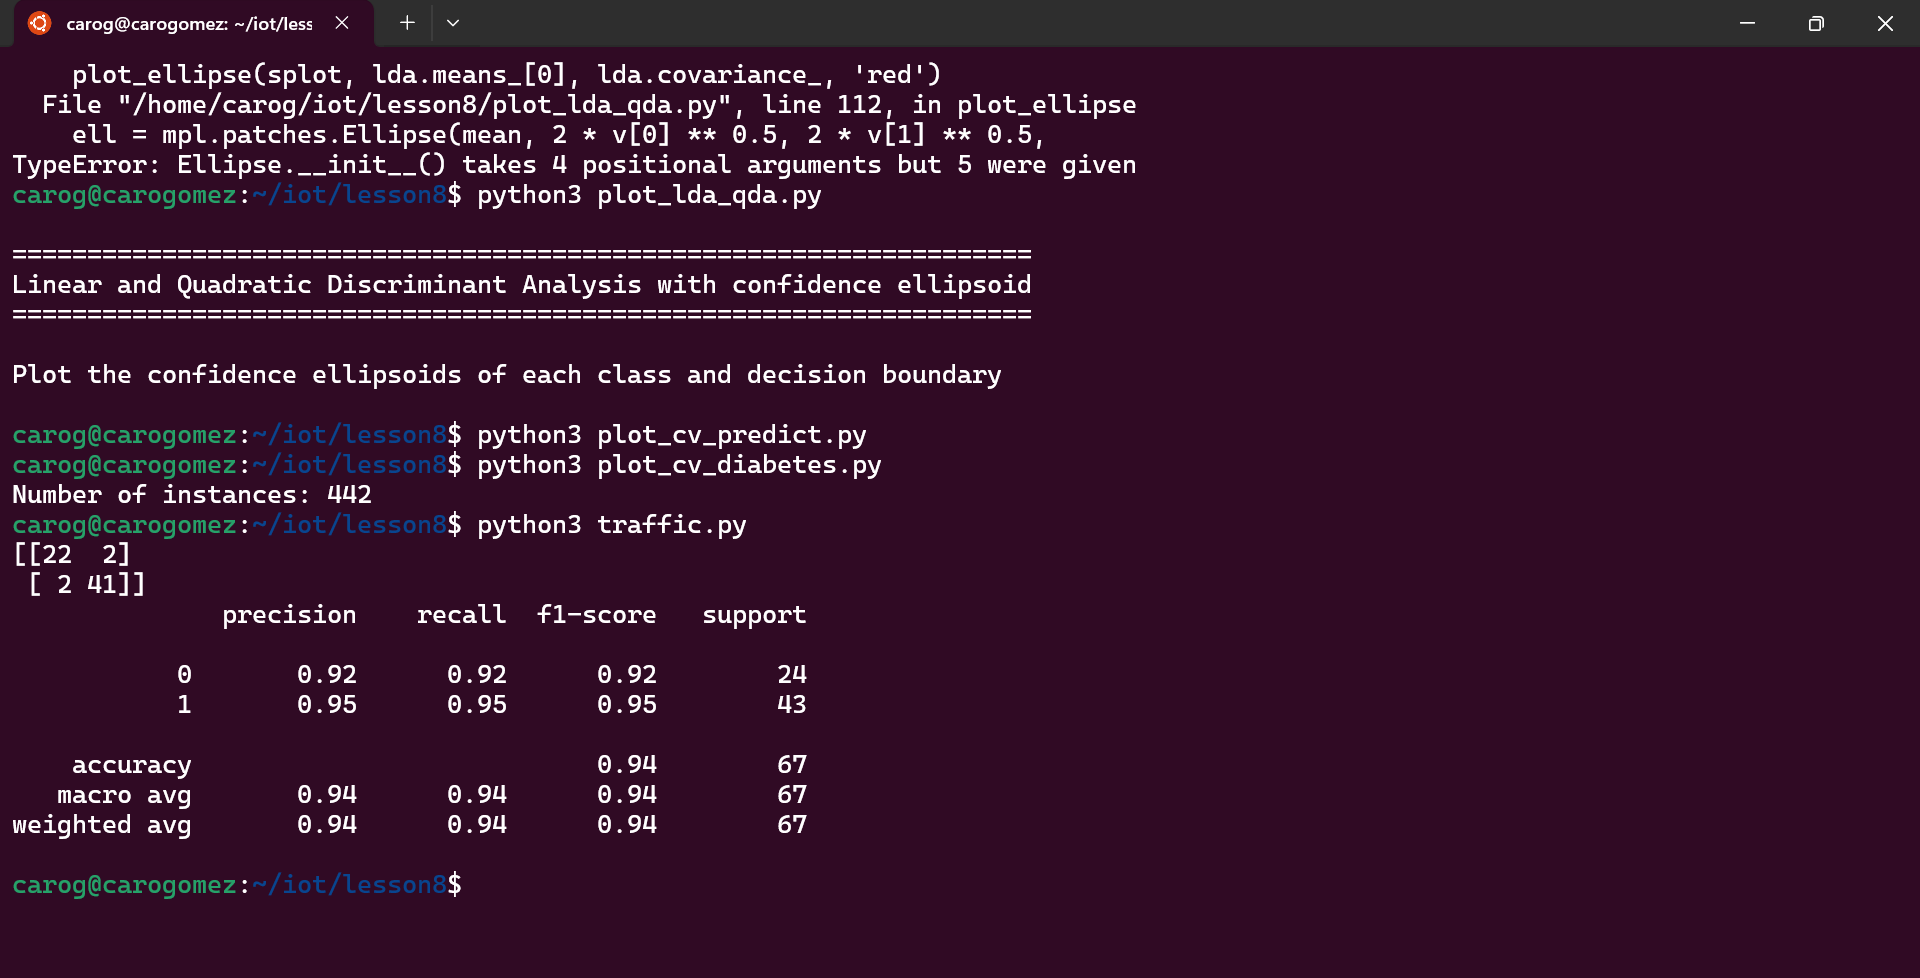 carog@carogomez: ~/iot/less
    plot_ellipse(splot, lda.means_[0], lda.covariance_, 'red')
  File "/home/carog/iot/lesson8/plot_lda_qda.py", line 112, in plot_ellipse
    ell = mpl.patches.Ellipse(mean, 2 * v[0] ** 0.5, 2 * v[1] ** 0.5,
TypeError: Ellipse.__init__() takes 4 positional arguments but 5 were given
carog@carogomez:~/iot/lesson8$ python3 plot_lda_qda.py

====================================================================
Linear and Quadratic Discriminant Analysis with confidence ellipsoid
====================================================================

Plot the confidence ellipsoids of each class and decision boundary

carog@carogomez:~/iot/lesson8$ python3 plot_cv_predict.py
carog@carogomez:~/iot/lesson8$ python3 plot_cv_diabetes.py
Number of instances: 442
carog@carogomez:~/iot/lesson8$ python3 traffic.py
[[22  2]
 [ 2 41]]
              precision    recall  f1-score   support

           0       0.92      0.92      0.92        24
           1       0.95      0.95      0.95        43

    accuracy                           0.94        67
   macro avg       0.94      0.94      0.94        67
weighted avg       0.94      0.94      0.94        67

carog@carogomez:~/iot/lesson8$